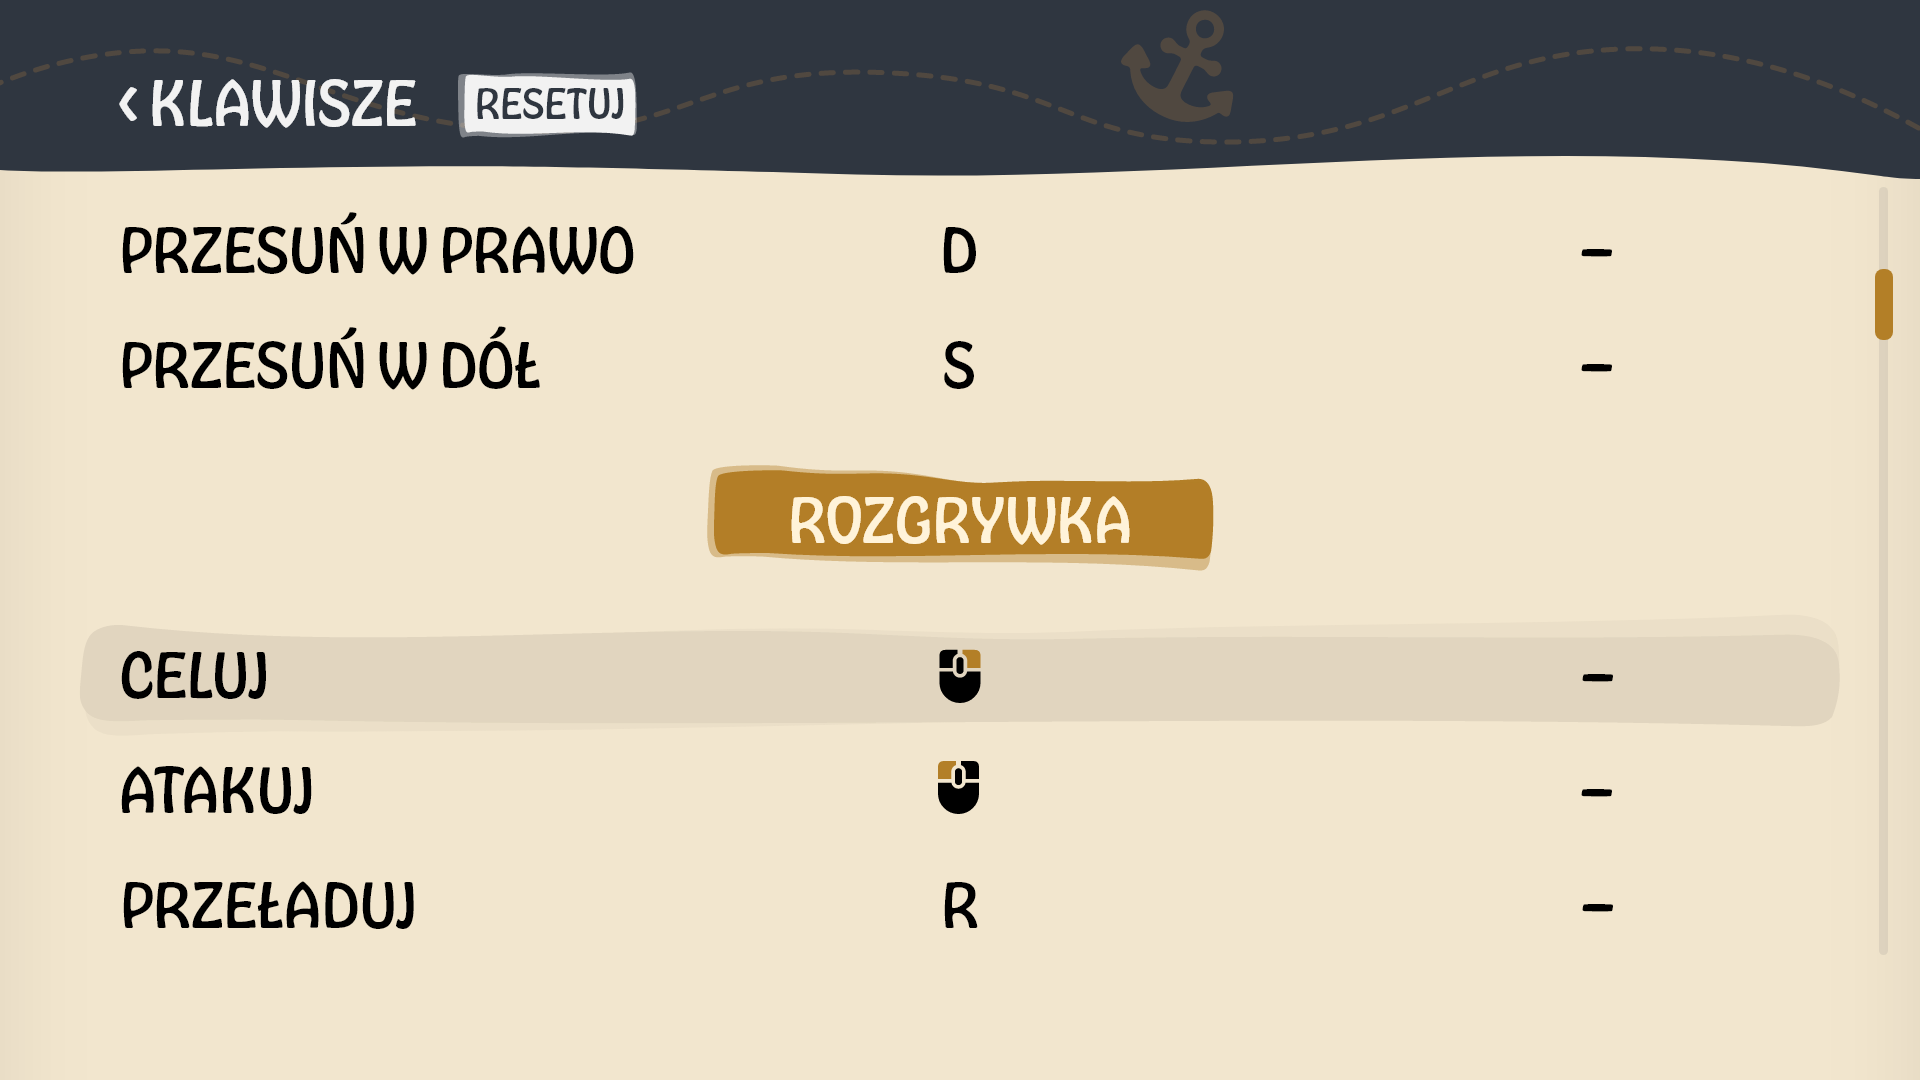 KLAWISZE RESETUJ
PRZESUŃ W PRAWO D –
PRZESUŃ W DÓŁ S –
ROZGRYWKA
CELUJ –
ATAKUJ –
PRZEŁADUJ R –